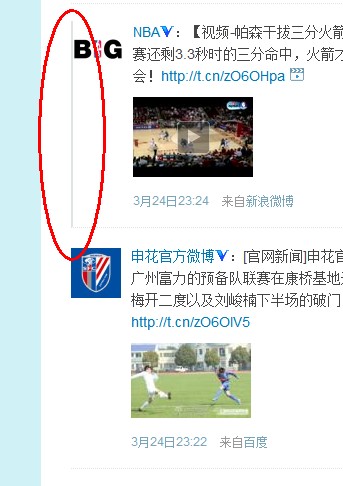 BIG
NBA：【视频-帕森干拔三分火箭
赛还剩3.3秒时的三分命中，火箭才
会！http://t.cn/zO6OHpa
3月24日23:24 来自新浪微博
申花官方微博：[官网新闻]申花官
广州富力的预备队联赛在康桥基地
梅开二度以及刘峻楠下半场的破门
http://t.cn/zO6OIV5
3月24日23:22 来自百度